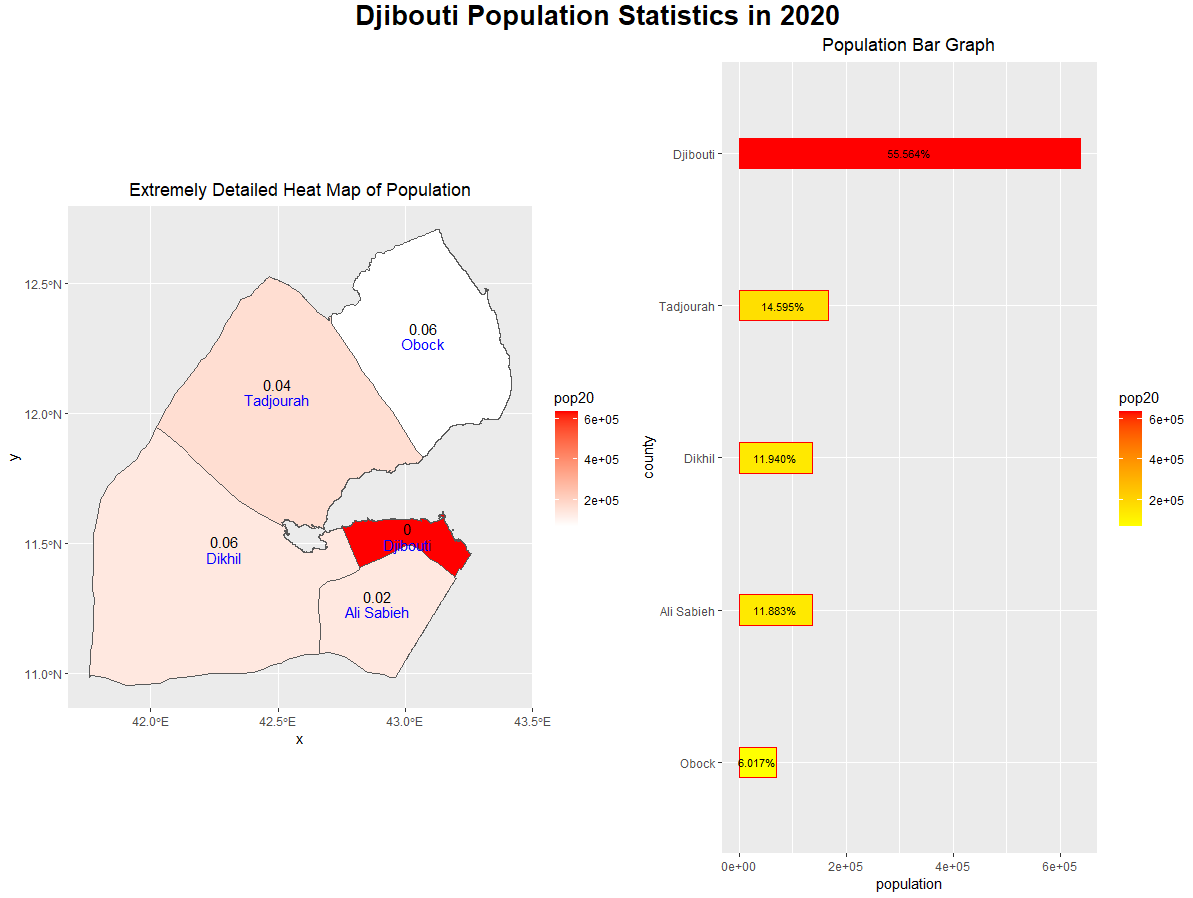 Djibouti Population Statistics in 2020
Extremely Detailed Heat Map of Population
12.5°N
12.0°N
11.5°N
11.0°N
y
0.06
Obock
0.04
Tadjourah
0.06
Dikhil
0
Djibouti
0.02
Ali Sabieh
42.0°E 42.5°E 43.0°E 43.5°E
x
pop20
6e+05
4e+05
2e+05
Population Bar Graph
county
Djibouti 55.564%
Tadjourah 14.595%
Dikhil 11.940%
Ali Sabieh 11.883%
Obock 6.017%
0e+00 2e+05 4e+05 6e+05
population
pop20
6e+05
4e+05
2e+05